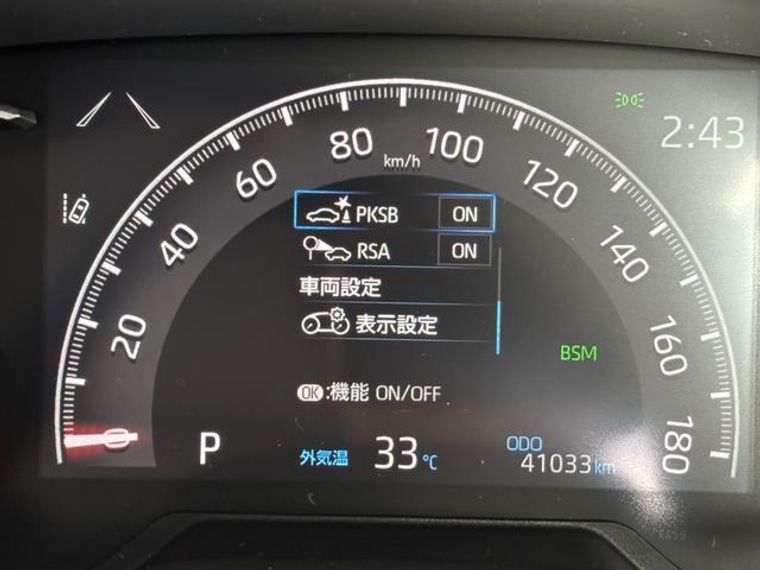 2:43
0
20
40
60
80
100
120
140
160
180
km/h
PKSB ON
RSA ON
車両設定
表示設定
BSM
OK:機能 ON/OFF
P
外気温 33℃
ODO
41033km